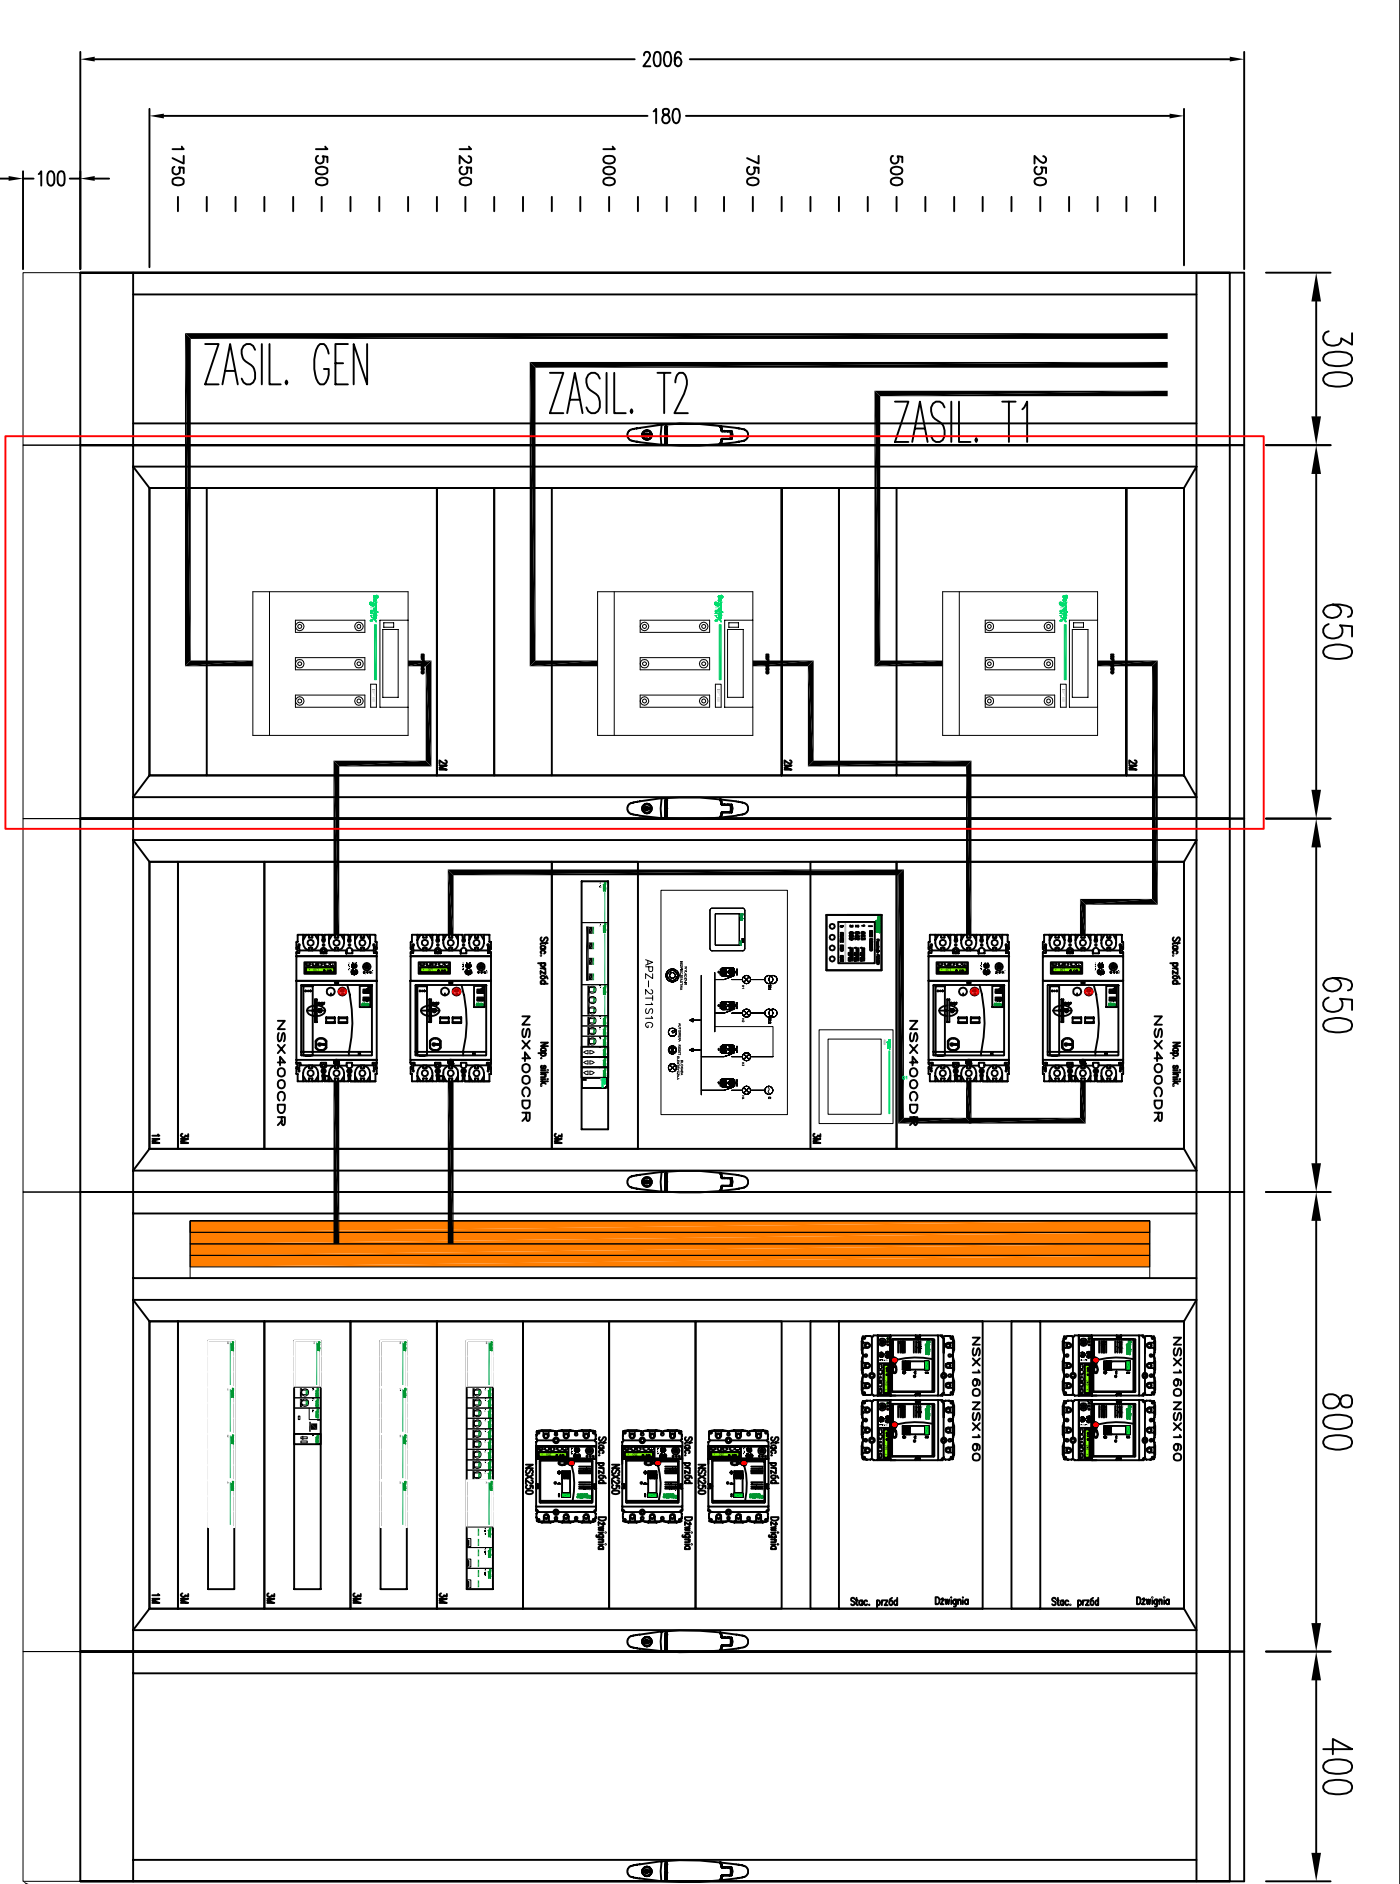 2006
180
100
1750
1500
1250
1000
750
500
250
300
650
650
800
400
ZASIL. GEN
ZASIL. T2
ZASIL. T1
2M
2M
2M
Stac. przód
Nap. silnik.
NSX400CDR
NSX400CDR
Stac. przód
Nap. silnik.
NSX400CDR
NSX400CDR
APZ-2T1S1G
1M
3M
3M
3M
NSX160 NSX160
NSX160 NSX160
Stac. przód
Dźwignia
NSX250
Stac. przód
Dźwignia
NSX250
Stac. przód
Dźwignia
NSX250
Stac. przód
Dźwignia
Stac. przód
Dźwignia
1M
3M
3M
3M
3M